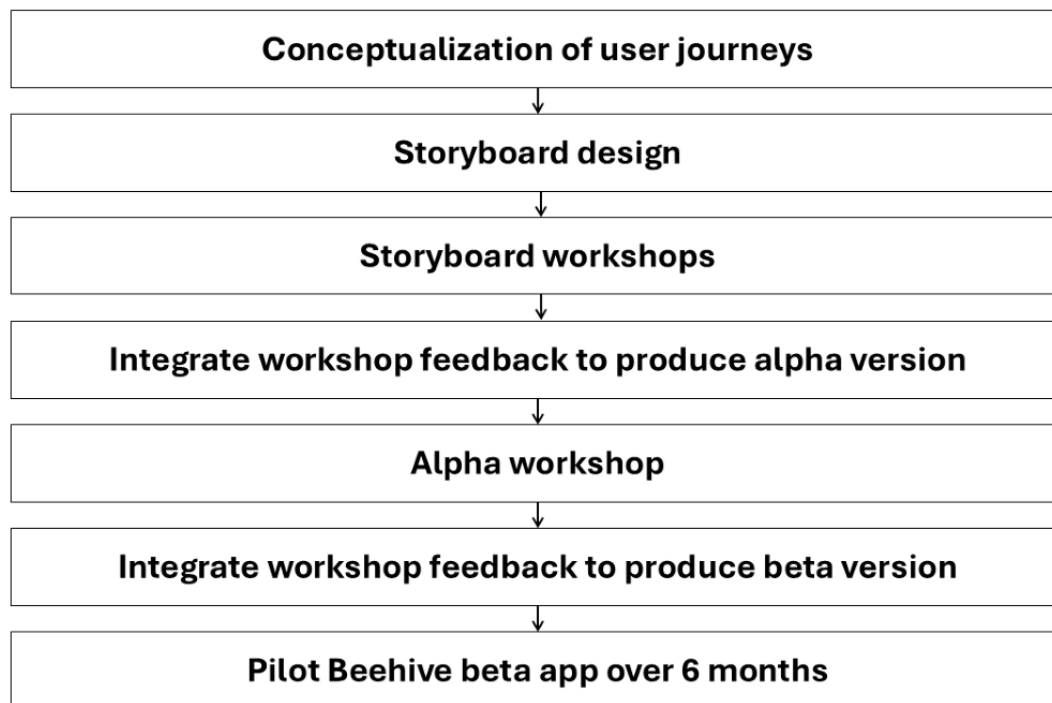 Conceptualization of user journeys
Storyboard design
Storyboard workshops
Integrate workshop feedback to produce alpha version
Alpha workshop
Integrate workshop feedback to produce beta version
Pilot Beehive beta app over 6 months